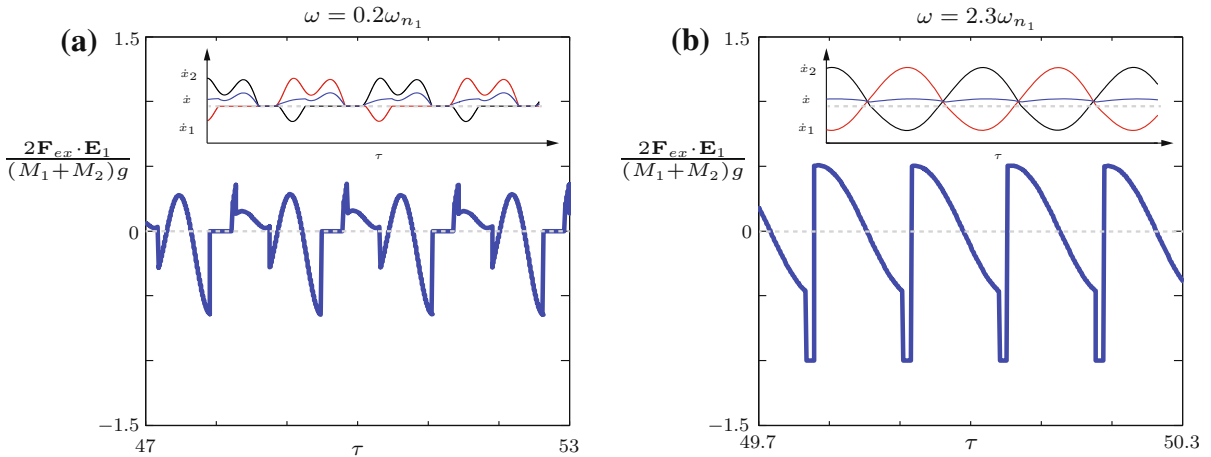 (a)
ω = 0.2ω_{n_1}
1.5
ẋ_2
ẋ
ẋ_1
τ
2F_{ex} · E_1
(M_1+M_2)g
0
−1.5
47
τ
53
(b)
ω = 2.3ω_{n_1}
1.5
ẋ_2
ẋ
ẋ_1
τ
2F_{ex} · E_1
(M_1+M_2)g
0
−1.5
49.7
τ
50.3